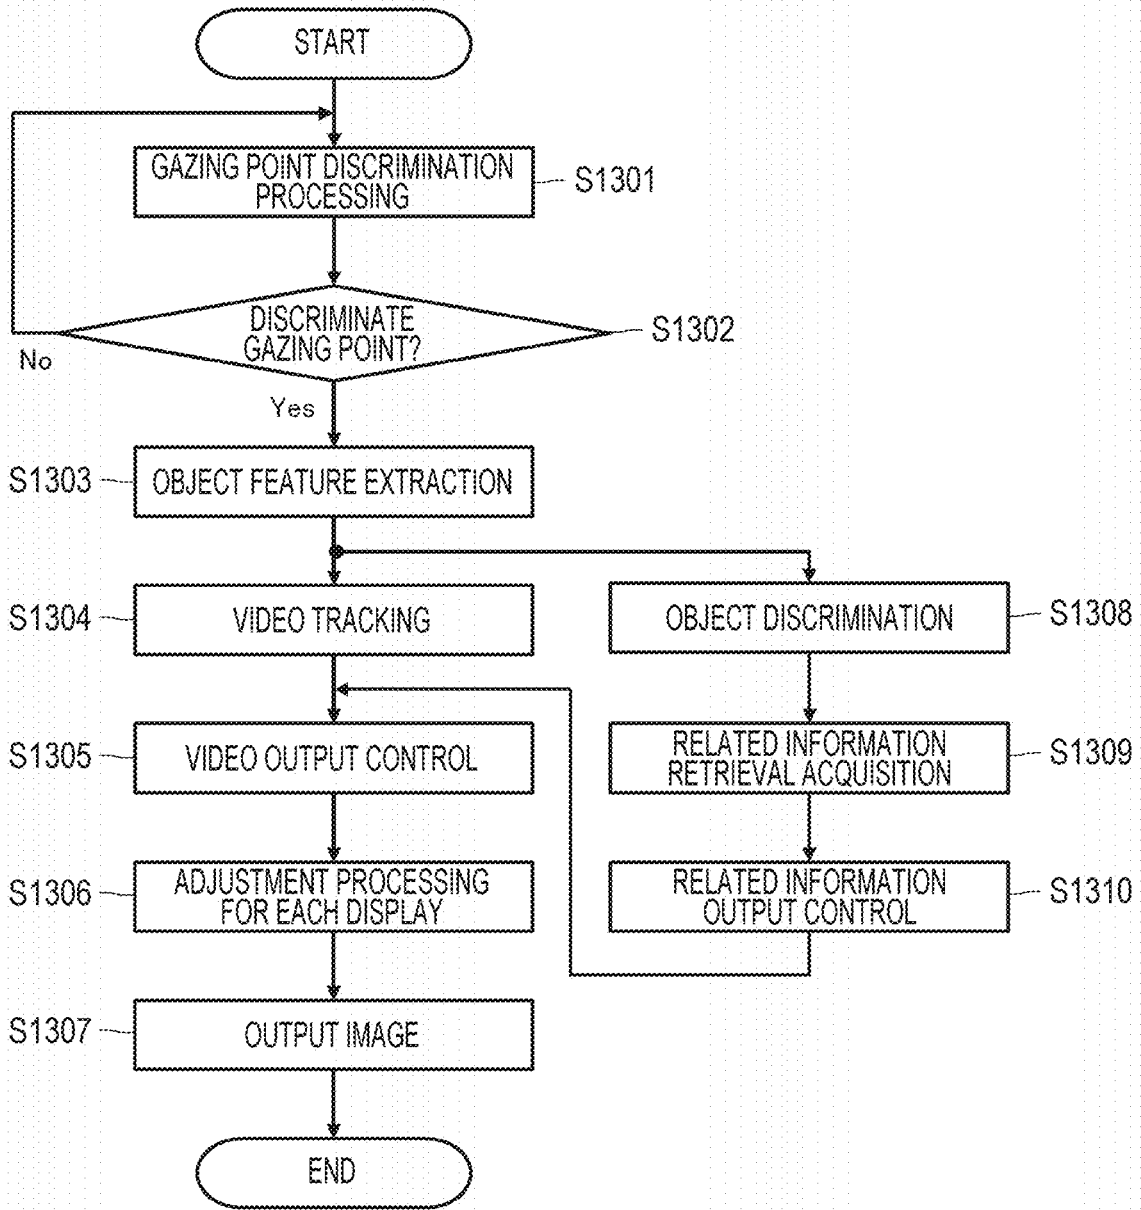 START
GAZING POINT DISCRIMINATION
PROCESSING
S1301
DISCRIMINATE
GAZING POINT?
S1302
No
Yes
S1303
OBJECT FEATURE EXTRACTION
S1304
VIDEO TRACKING
OBJECT DISCRIMINATION
S1308
S1305
VIDEO OUTPUT CONTROL
RELATED INFORMATION
RETRIEVAL ACQUISITION
S1309
S1306
ADJUSTMENT PROCESSING
FOR EACH DISPLAY
RELATED INFORMATION
OUTPUT CONTROL
S1310
S1307
OUTPUT IMAGE
END